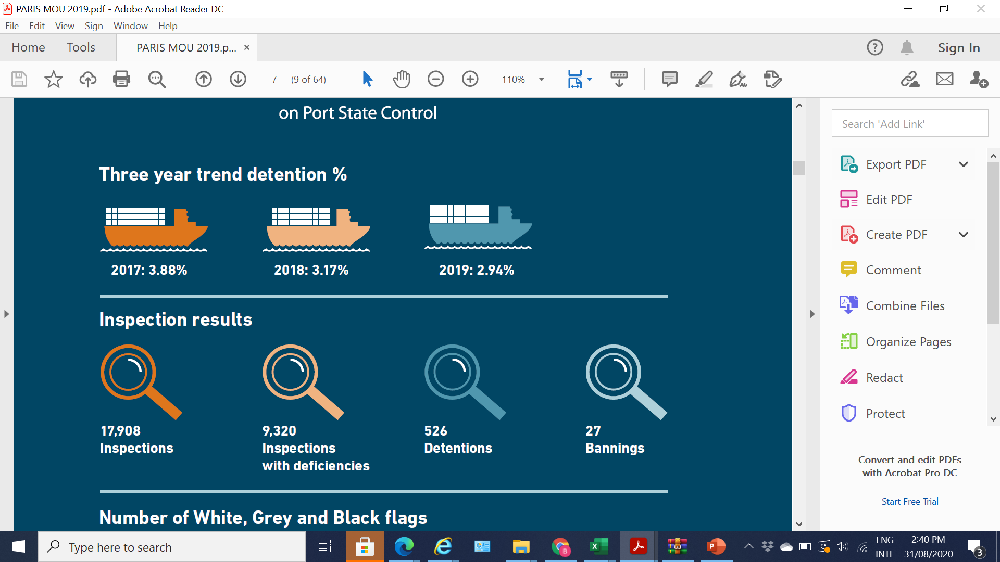 PARIS MOU 2019.pdf - Adobe Acrobat Reader DC
File Edit View Sign Window Help
Home Tools PARIS MOU 2019.p... × ? Sign In
7 (9 of 64) 110%
on Port State Control
Three year trend detention %
2017: 3.88% 2018: 3.17% 2019: 2.94%
Inspection results
17,908
Inspections
9,320
Inspections
with deficiencies
526
Detentions
27
Bannings
Number of White, Grey and Black flags
Search 'Add Link'
Export PDF
Edit PDF
Create PDF
Comment
Combine Files
Organize Pages
Redact
Protect
Convert and edit PDFs
with Acrobat Pro DC
Start Free Trial
Type here to search
B
X
P
ENG
INTL
2:40 PM
31/08/2020
3